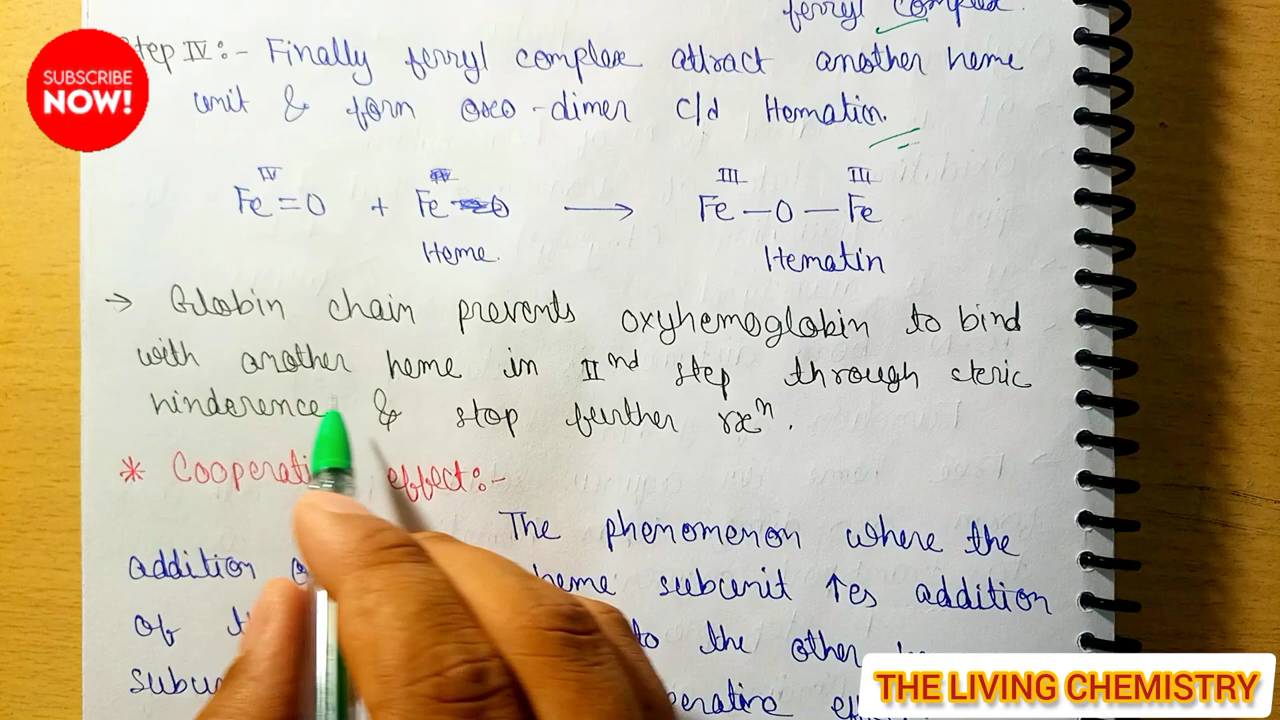 ferryl complex.
Step IV:- Finally ferryl complex attract another heme
unit & form oxo-dimer c/d Hematin.
IV III III
Fe=O + Fe → Fe-O-Fe
Heme. Hematin
→ Globin chain prevents oxyhemoglobin to bind
with another heme in IInd step through steric
hinderence & stop further rxn.
* Cooperati effect:-
The phenomenon where the
addition heme subunit ↑es addition
of to the other
subu perative
SUBSCRIBE
NOW!
THE LIVING CHEMISTRY